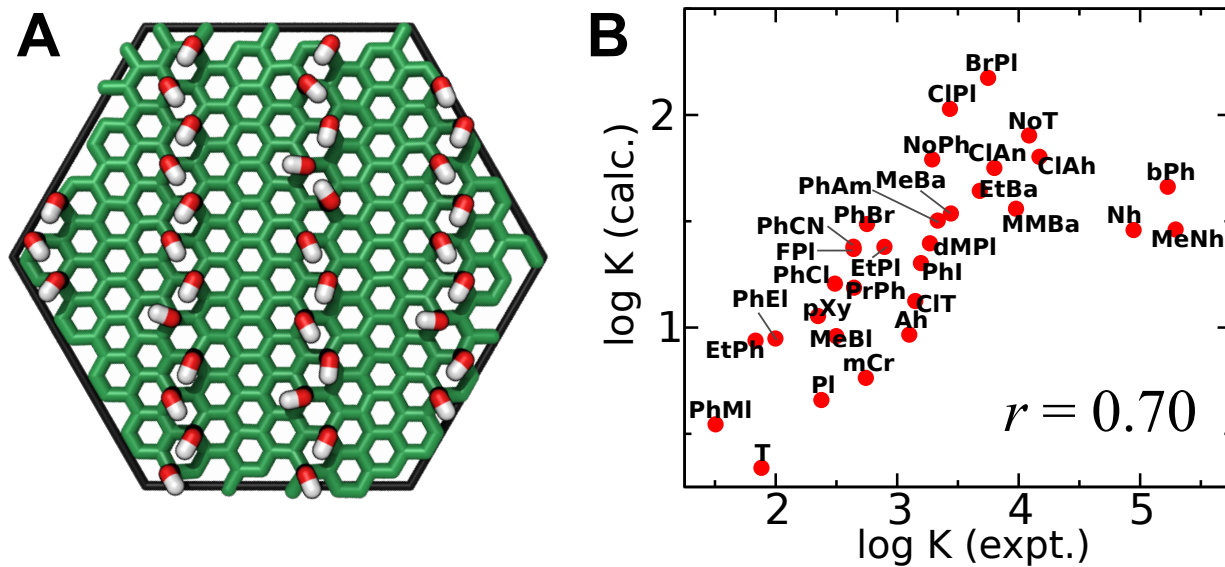 A
B
BrPl
ClPl
NoT
NoPh
ClAn
ClAh
PhAm
MeBa
EtBa
bPh
PhBr
MMBa
Nh
MeNh
PhCN
FPl
dMPl
EtPl
PhI
PhCl
PrPh
ClT
PhEl
pXy
Ah
EtPh
MeBl
mCr
Pl
PhMl
T
r = 0.70
2
1
log K (calc.)
2 3 4 5
log K (expt.)